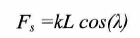 Fₛ =kL cos(λ)